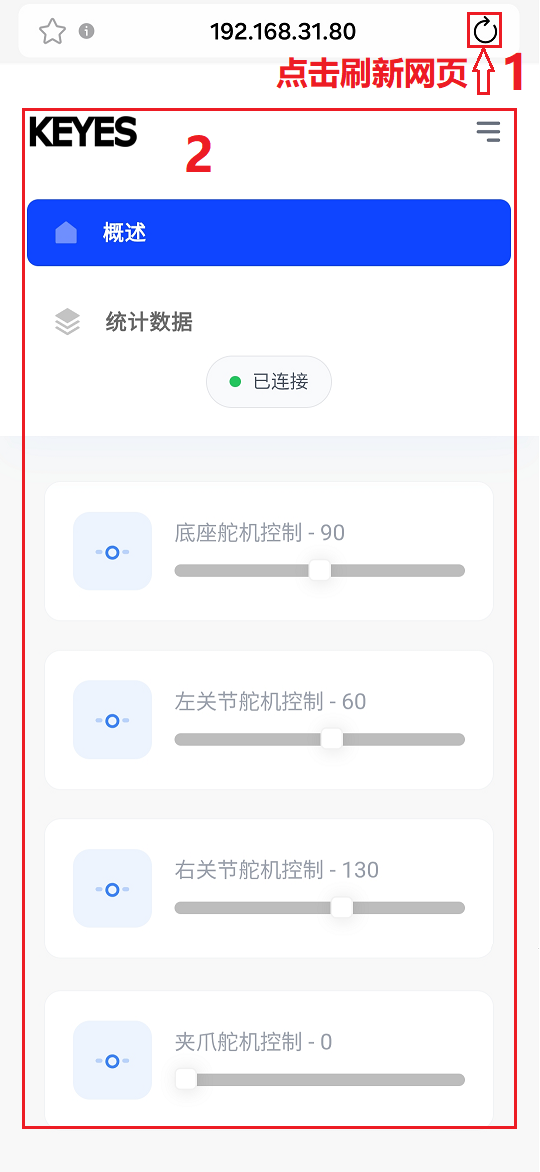 192.168.31.80
点击刷新网页 1
KEYES
2
概述
统计数据
已连接
底座舵机控制 - 90
左关节舵机控制 - 60
右关节舵机控制 - 130
夹爪舵机控制 - 0